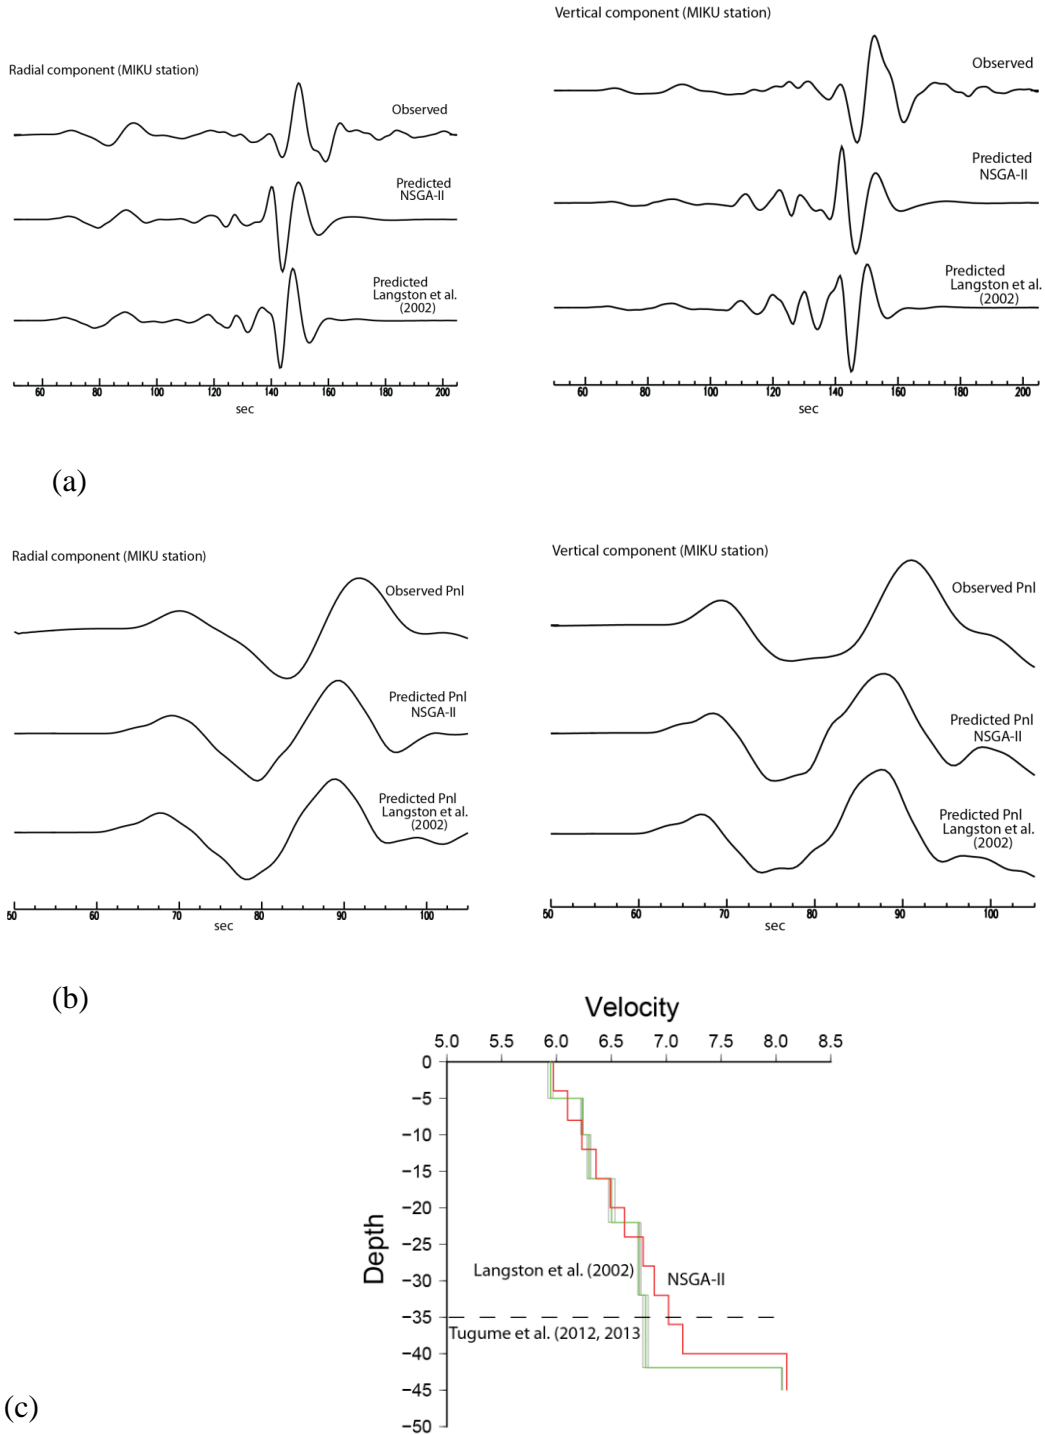 Radial component (MIKU station)
Observed
Predicted
NSGA-II
Predicted
Langston et al.
(2002)
60 80 100 120 140 160 180 200
sec
Vertical component (MIKU station)
Observed
Predicted
NSGA-II
Predicted
Langston et al.
(2002)
60 80 100 120 140 160 180 200
sec
(a)
Radial component (MIKU station)
Observed Pnl
Predicted Pnl
NSGA-II
Predicted Pnl
Langston et al.
(2002)
50 60 70 80 90 100
sec
Vertical component (MIKU station)
Observed Pnl
Predicted Pnl
NSGA-II
Predicted Pnl
Langston et al.
(2002)
50 60 70 80 90 100
sec
(b)
Velocity
5.0 5.5 6.0 6.5 7.0 7.5 8.0 8.5
0
−5
−10
−15
−20
−25
−30
−35
−40
−45
−50
Depth
Langston et al. (2002)
NSGA-II
Tugume et al. (2012, 2013
(c)